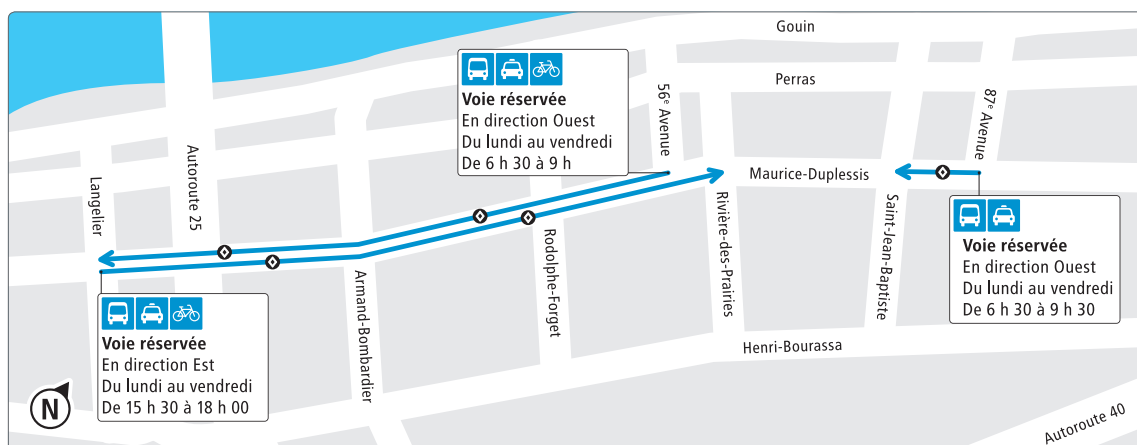 Gouin
Perras
56e Avenue
87e Avenue
Voie réservée
En direction Ouest
Du lundi au vendredi
De 6 h 30 à 9 h
Autoroute 25
Langelier
Maurice-Duplessis
Rivière-des-Prairies
Saint-Jean-Baptiste
Voie réservée
En direction Ouest
Du lundi au vendredi
De 6 h 30 à 9 h 30
Rodolphe-Forget
Armand-Bombardier
Voie réservée
En direction Est
Du lundi au vendredi
De 15 h 30 à 18 h 00
Henri-Bourassa
N
Autoroute 40